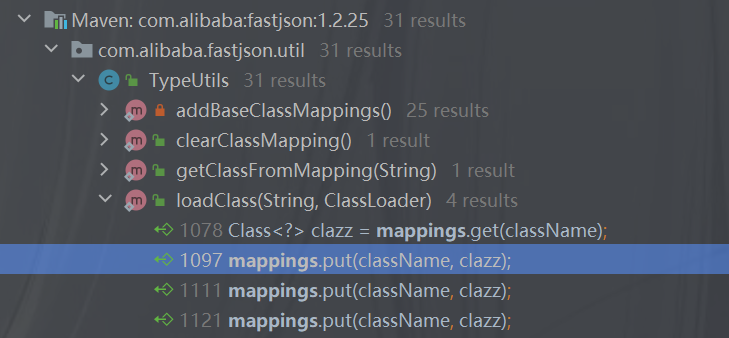 Maven: com.alibaba:fastjson:1.2.25 31 results
com.alibaba.fastjson.util 31 results
C TypeUtils 31 results
m addBaseClassMappings() 25 results
m clearClassMapping() 1 result
m getClassFromMapping(String) 1 result
m loadClass(String, ClassLoader) 4 results
1078 Class<?> clazz = mappings.get(className);
1097 mappings.put(className, clazz);
1111 mappings.put(className, clazz);
1121 mappings.put(className, clazz);